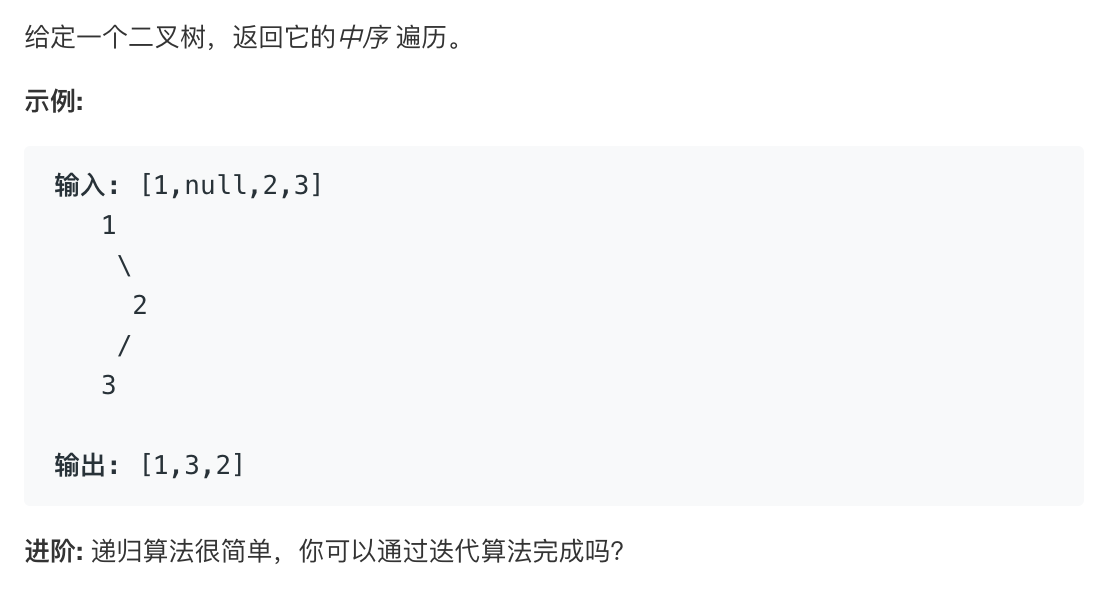 给定一个二叉树，返回它的中序 遍历。
示例:
输入: [1,null,2,3]
   1
    \
     2
    /
   3
输出: [1,3,2]
进阶: 递归算法很简单，你可以通过迭代算法完成吗？